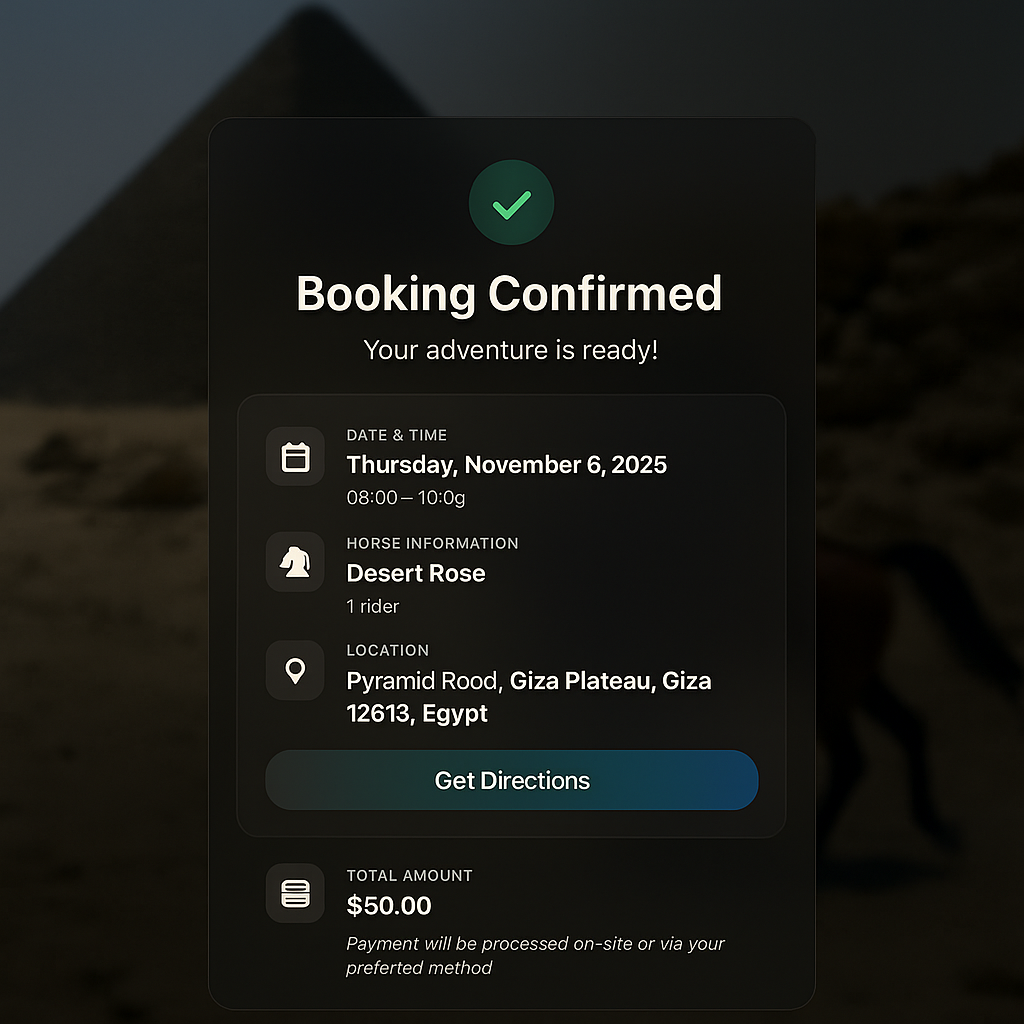 Booking Confirmed
Your adventure is ready!
DATE & TIME
Thursday, November 6, 2025
08:00 – 10:0g
HORSE INFORMATION
Desert Rose
1 rider
LOCATION
Pyramid Rood, Giza Plateau, Giza
12613, Egypt
Get Directions
TOTAL AMOUNT
$50.00
Payment will be processed on-site or via your
preferted method